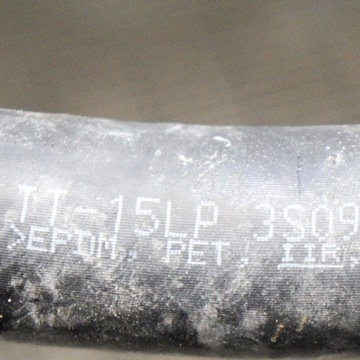 TT-15LP 3S09
>EPDM, PET, IIR,